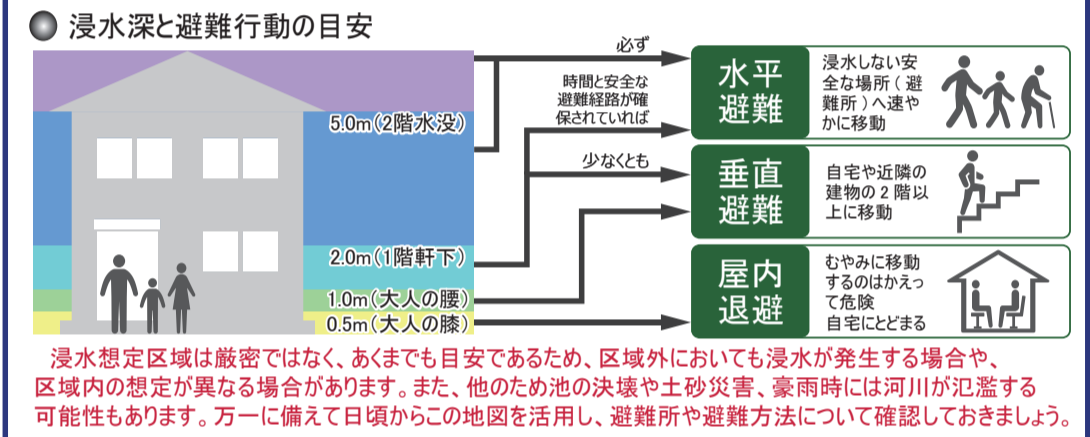 浸水深と避難行動の目安
5.0m(2階水没)
2.0m(1階軒下)
1.0m(大人の腰)
0.5m(大人の膝)
必ず
時間と安全な
避難経路が確
保されていれば
少なくとも
水平
避難
浸水しない安
全な場所(避
難所)へ速や
かに移動
垂直
避難
自宅や近隣の
建物の2階以
上に移動
屋内
退避
むやみに移動
するのはかえっ
て危険
自宅にとどまる
浸水想定区域は厳密ではなく、あくまでも目安であるため、区域外においても浸水が発生する場合や、
区域内の想定が異なる場合があります。また、他のため池の決壊や土砂災害、豪雨時には河川が氾濫する
可能性もあります。万一に備えて日頃からこの地図を活用し、避難所や避難方法について確認しておきましょう。